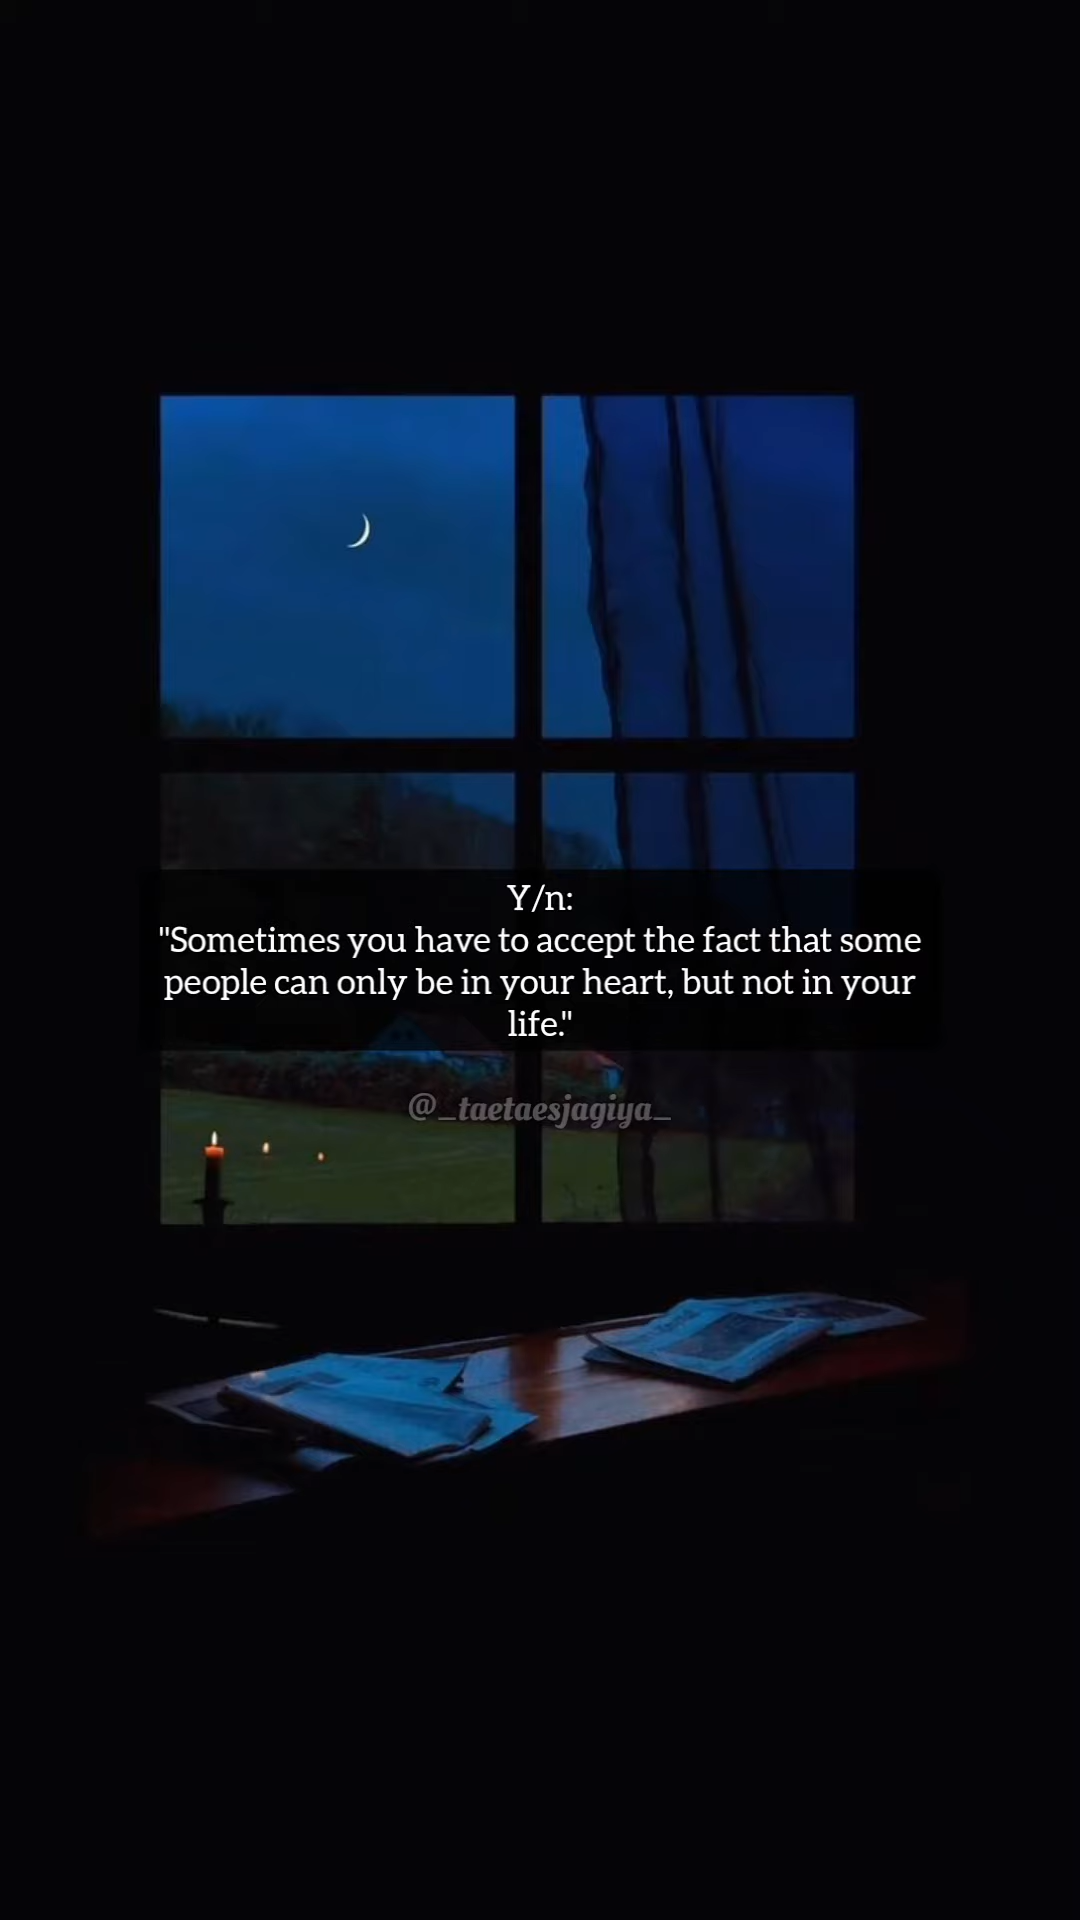 Y/n:
"Sometimes you have to accept the fact that some
people can only be in your heart, but not in your
life."
@_taetaesjagiya_